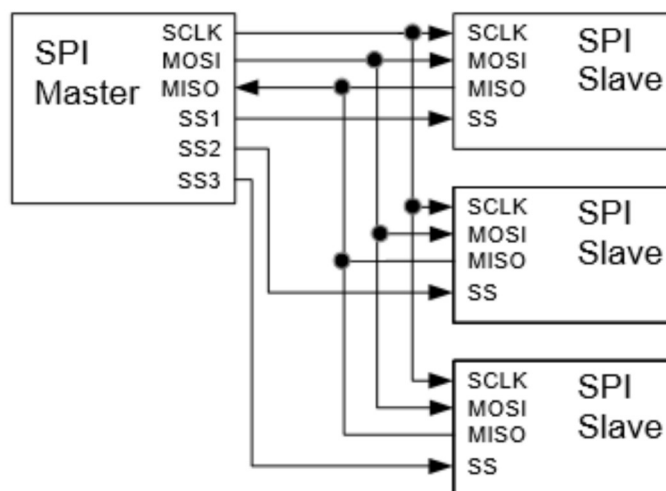 SPI
Master
SCLK
MOSI
MISO
SS1
SS2
SS3
SCLK
MOSI
MISO
SS
SPI
Slave
SCLK
MOSI
MISO
SS
SPI
Slave
SCLK
MOSI
MISO
SS
SPI
Slave